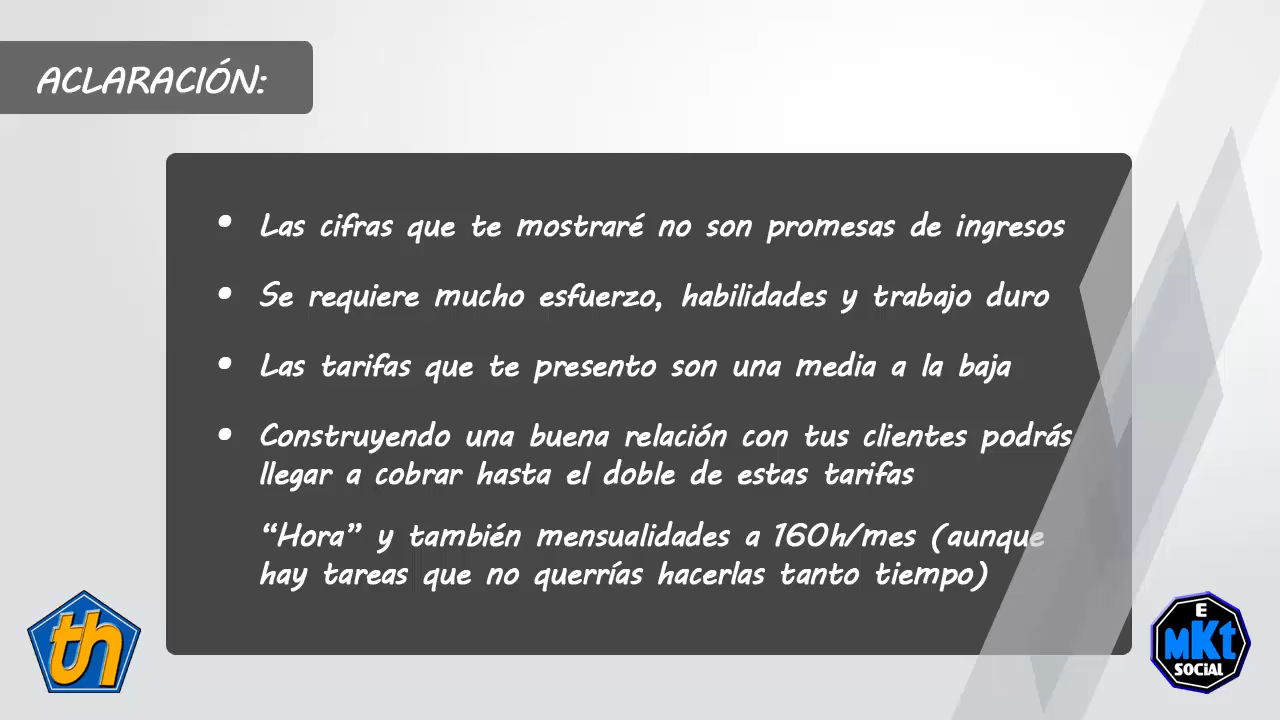 ACLARACIÓN:
• Las cifras que te mostraré no son promesas de ingresos
• Se requiere mucho esfuerzo, habilidades y trabajo duro
• Las tarifas que te presento son una media a la baja
• Construyendo una buena relación con tus clientes podrás
llegar a cobrar hasta el doble de estas tarifas
“Hora” y también mensualidades a 160h/mes (aunque
hay tareas que no querrías hacerlas tanto tiempo)
th
E
MKt
SOCiAL